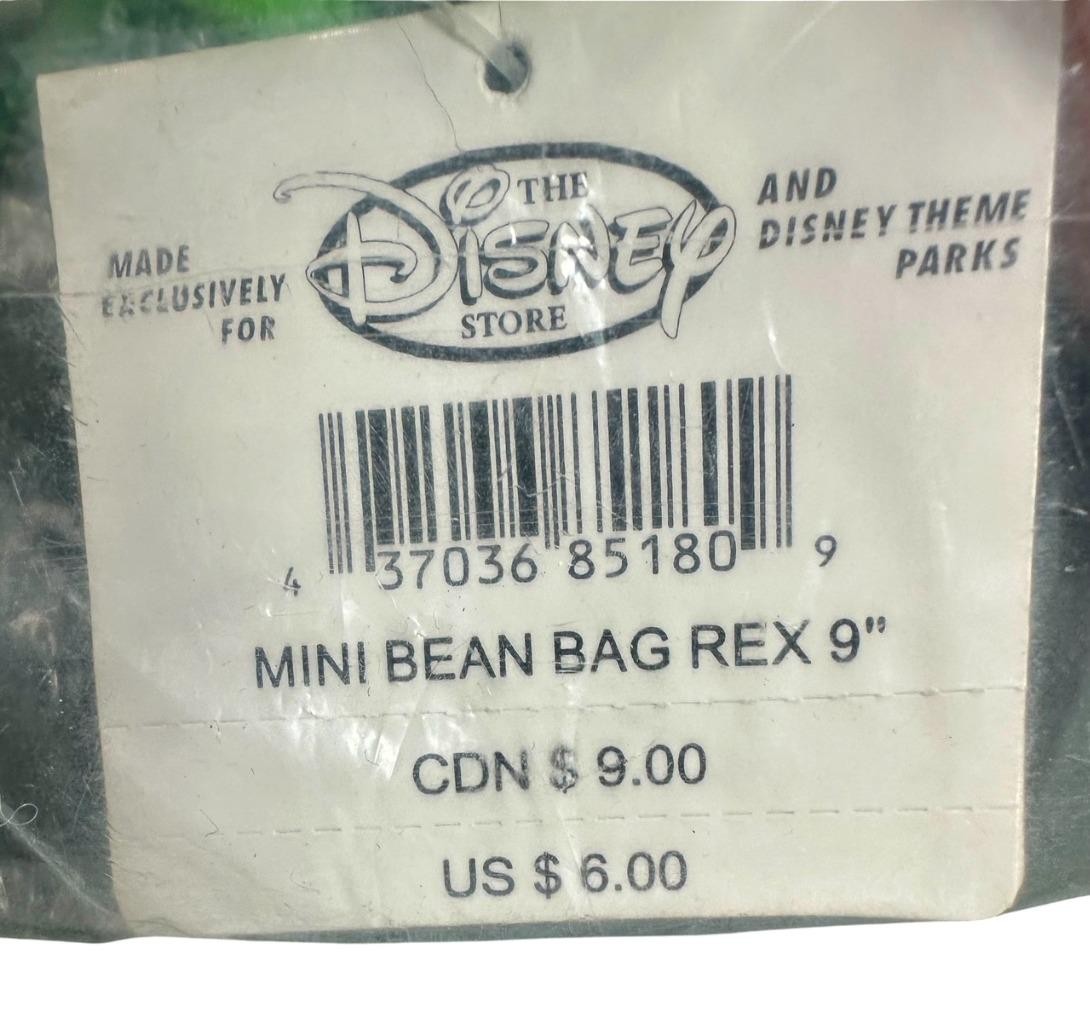 MADE
EXCLUSIVELY
FOR
THE
DISNEY
STORE
AND
DISNEY THEME
PARKS
4 37036 85180 9
MINI BEAN BAG REX 9"
CDN $ 9.00
US $ 6.00